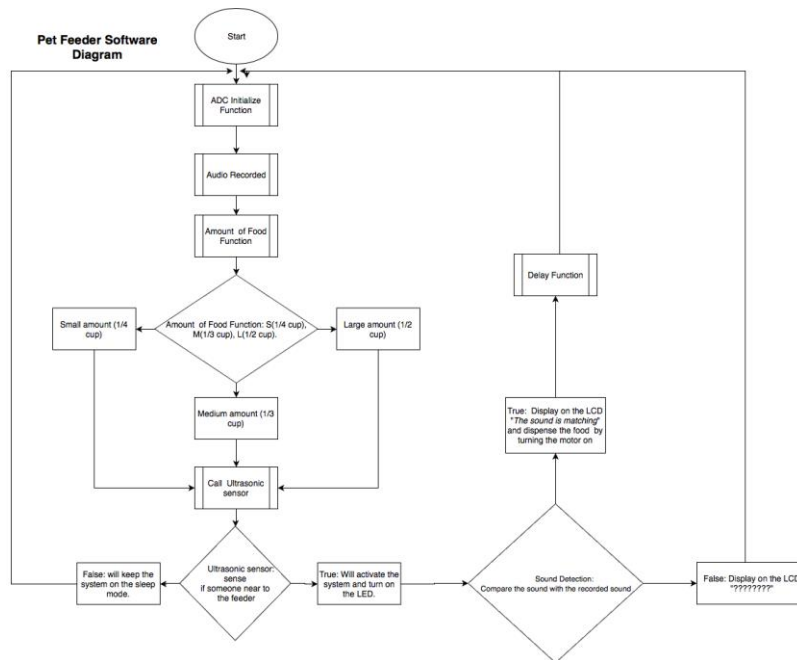 Pet Feeder Software
Diagram
Start
ADC Initialize
Function
Audio Recorded
Amount of Food
Function
Delay Function
Small amount (1/4
cup)
Amount of Food Function: S(1/4 cup),
M(1/3 cup), L(1/2 cup).
Large amount (1/2
cup)
Medium amount (1/3
cup)
True: Display on the LCD
"The sound is matching"
and dispense the food by
turning the motor on
Call Ultrasonic
sensor
False: will keep the
system on the sleep
mode.
Ultrasonic sensor:
sense
if someone near to
the feeder
True: Will activate the
system and turn on
the LED.
Sound Detection:
Compare the sound with the recorded sound
False: Display on the LCD
"????????"